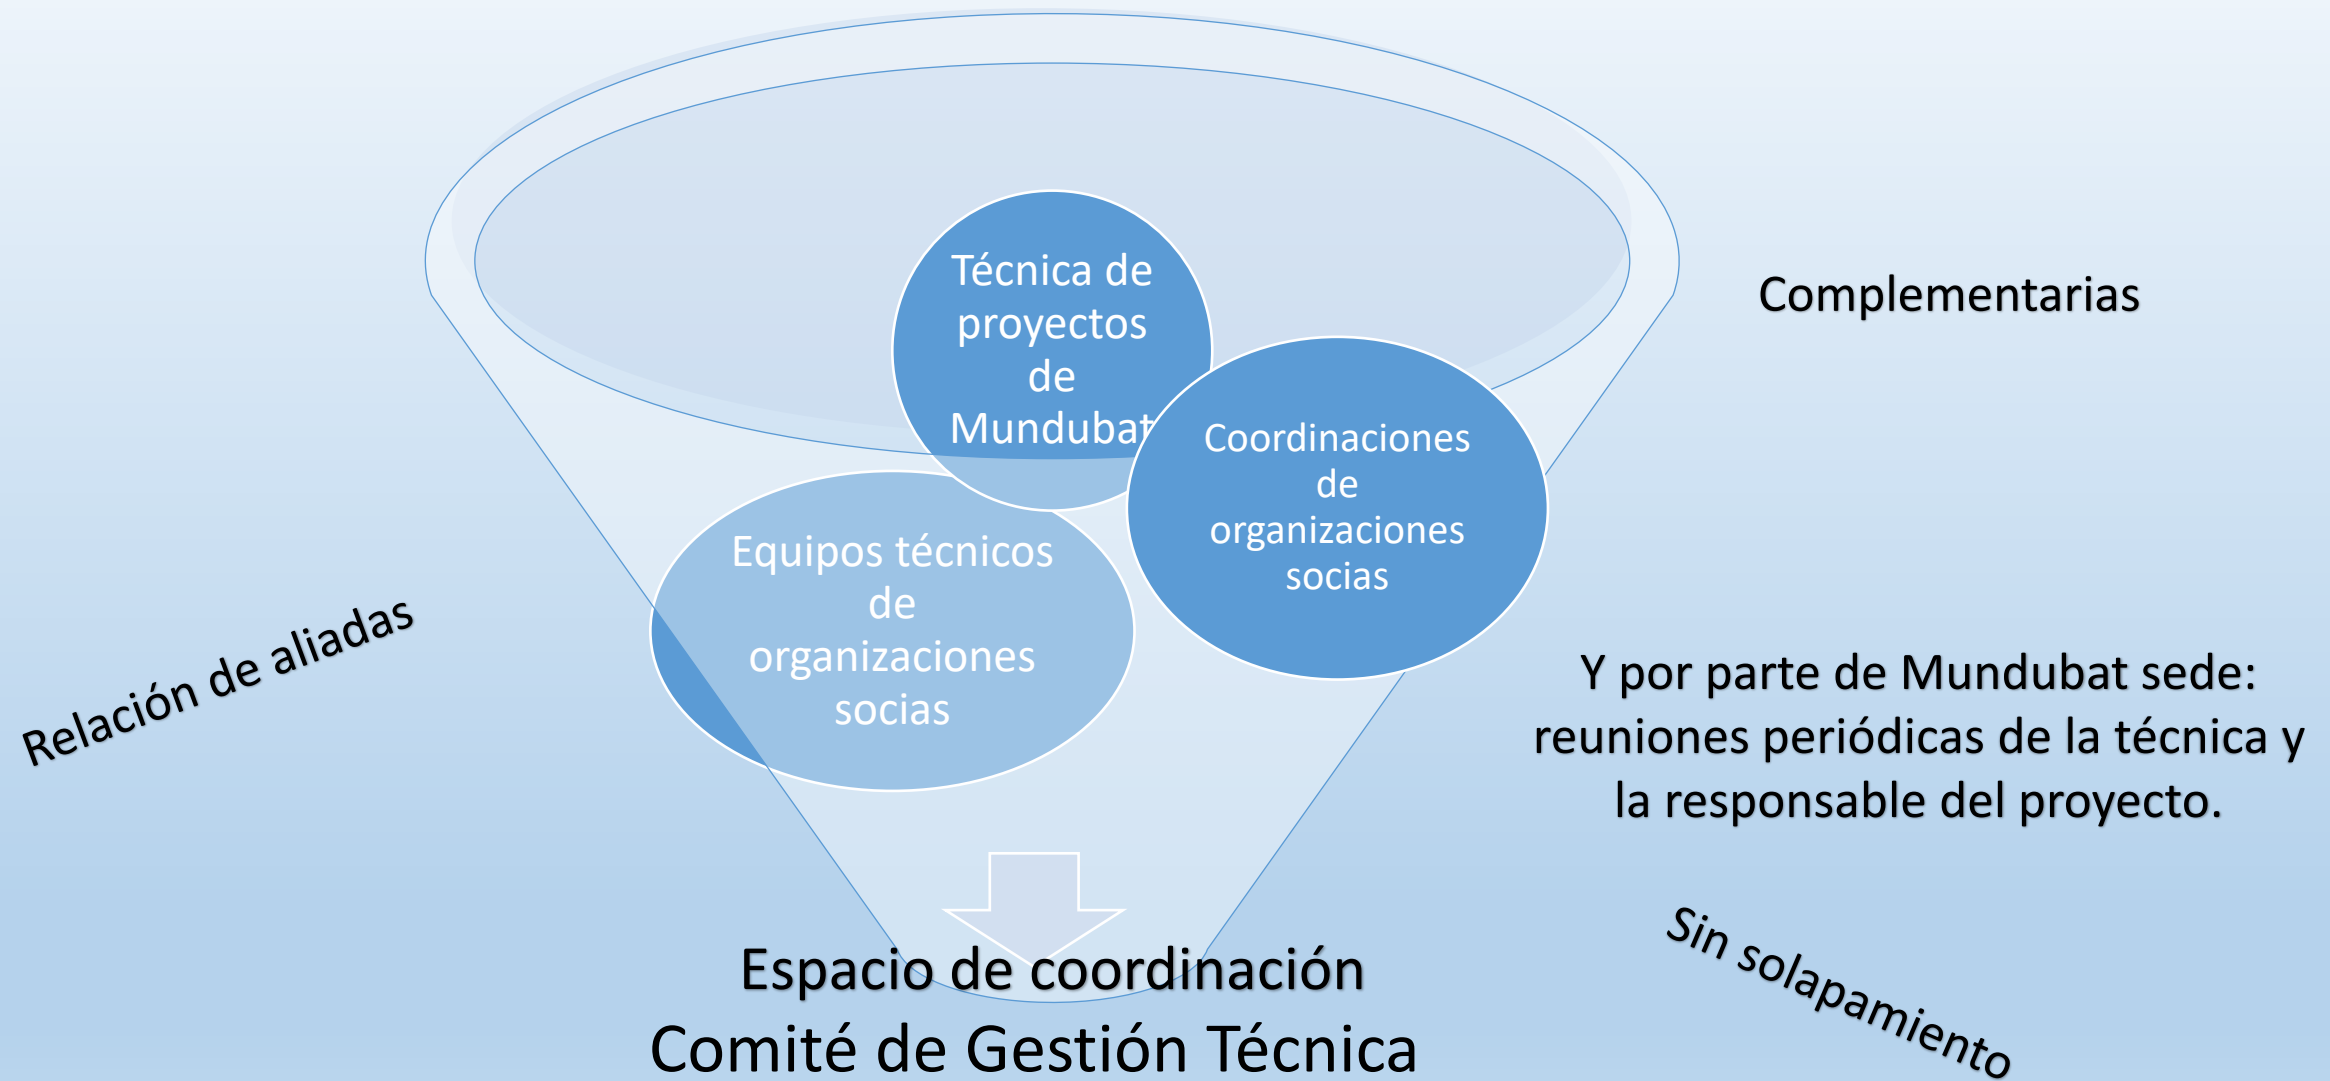 Técnica de
proyectos
de
Mundubat
Complementarias
Coordinaciones
de
organizaciones
socias
Equipos técnicos
de
organizaciones
socias
Relación de aliadas
Y por parte de Mundubat sede:
reuniones periódicas de la técnica y
la responsable del proyecto.
Sin solapamiento
Espacio de coordinación
Comité de Gestión Técnica